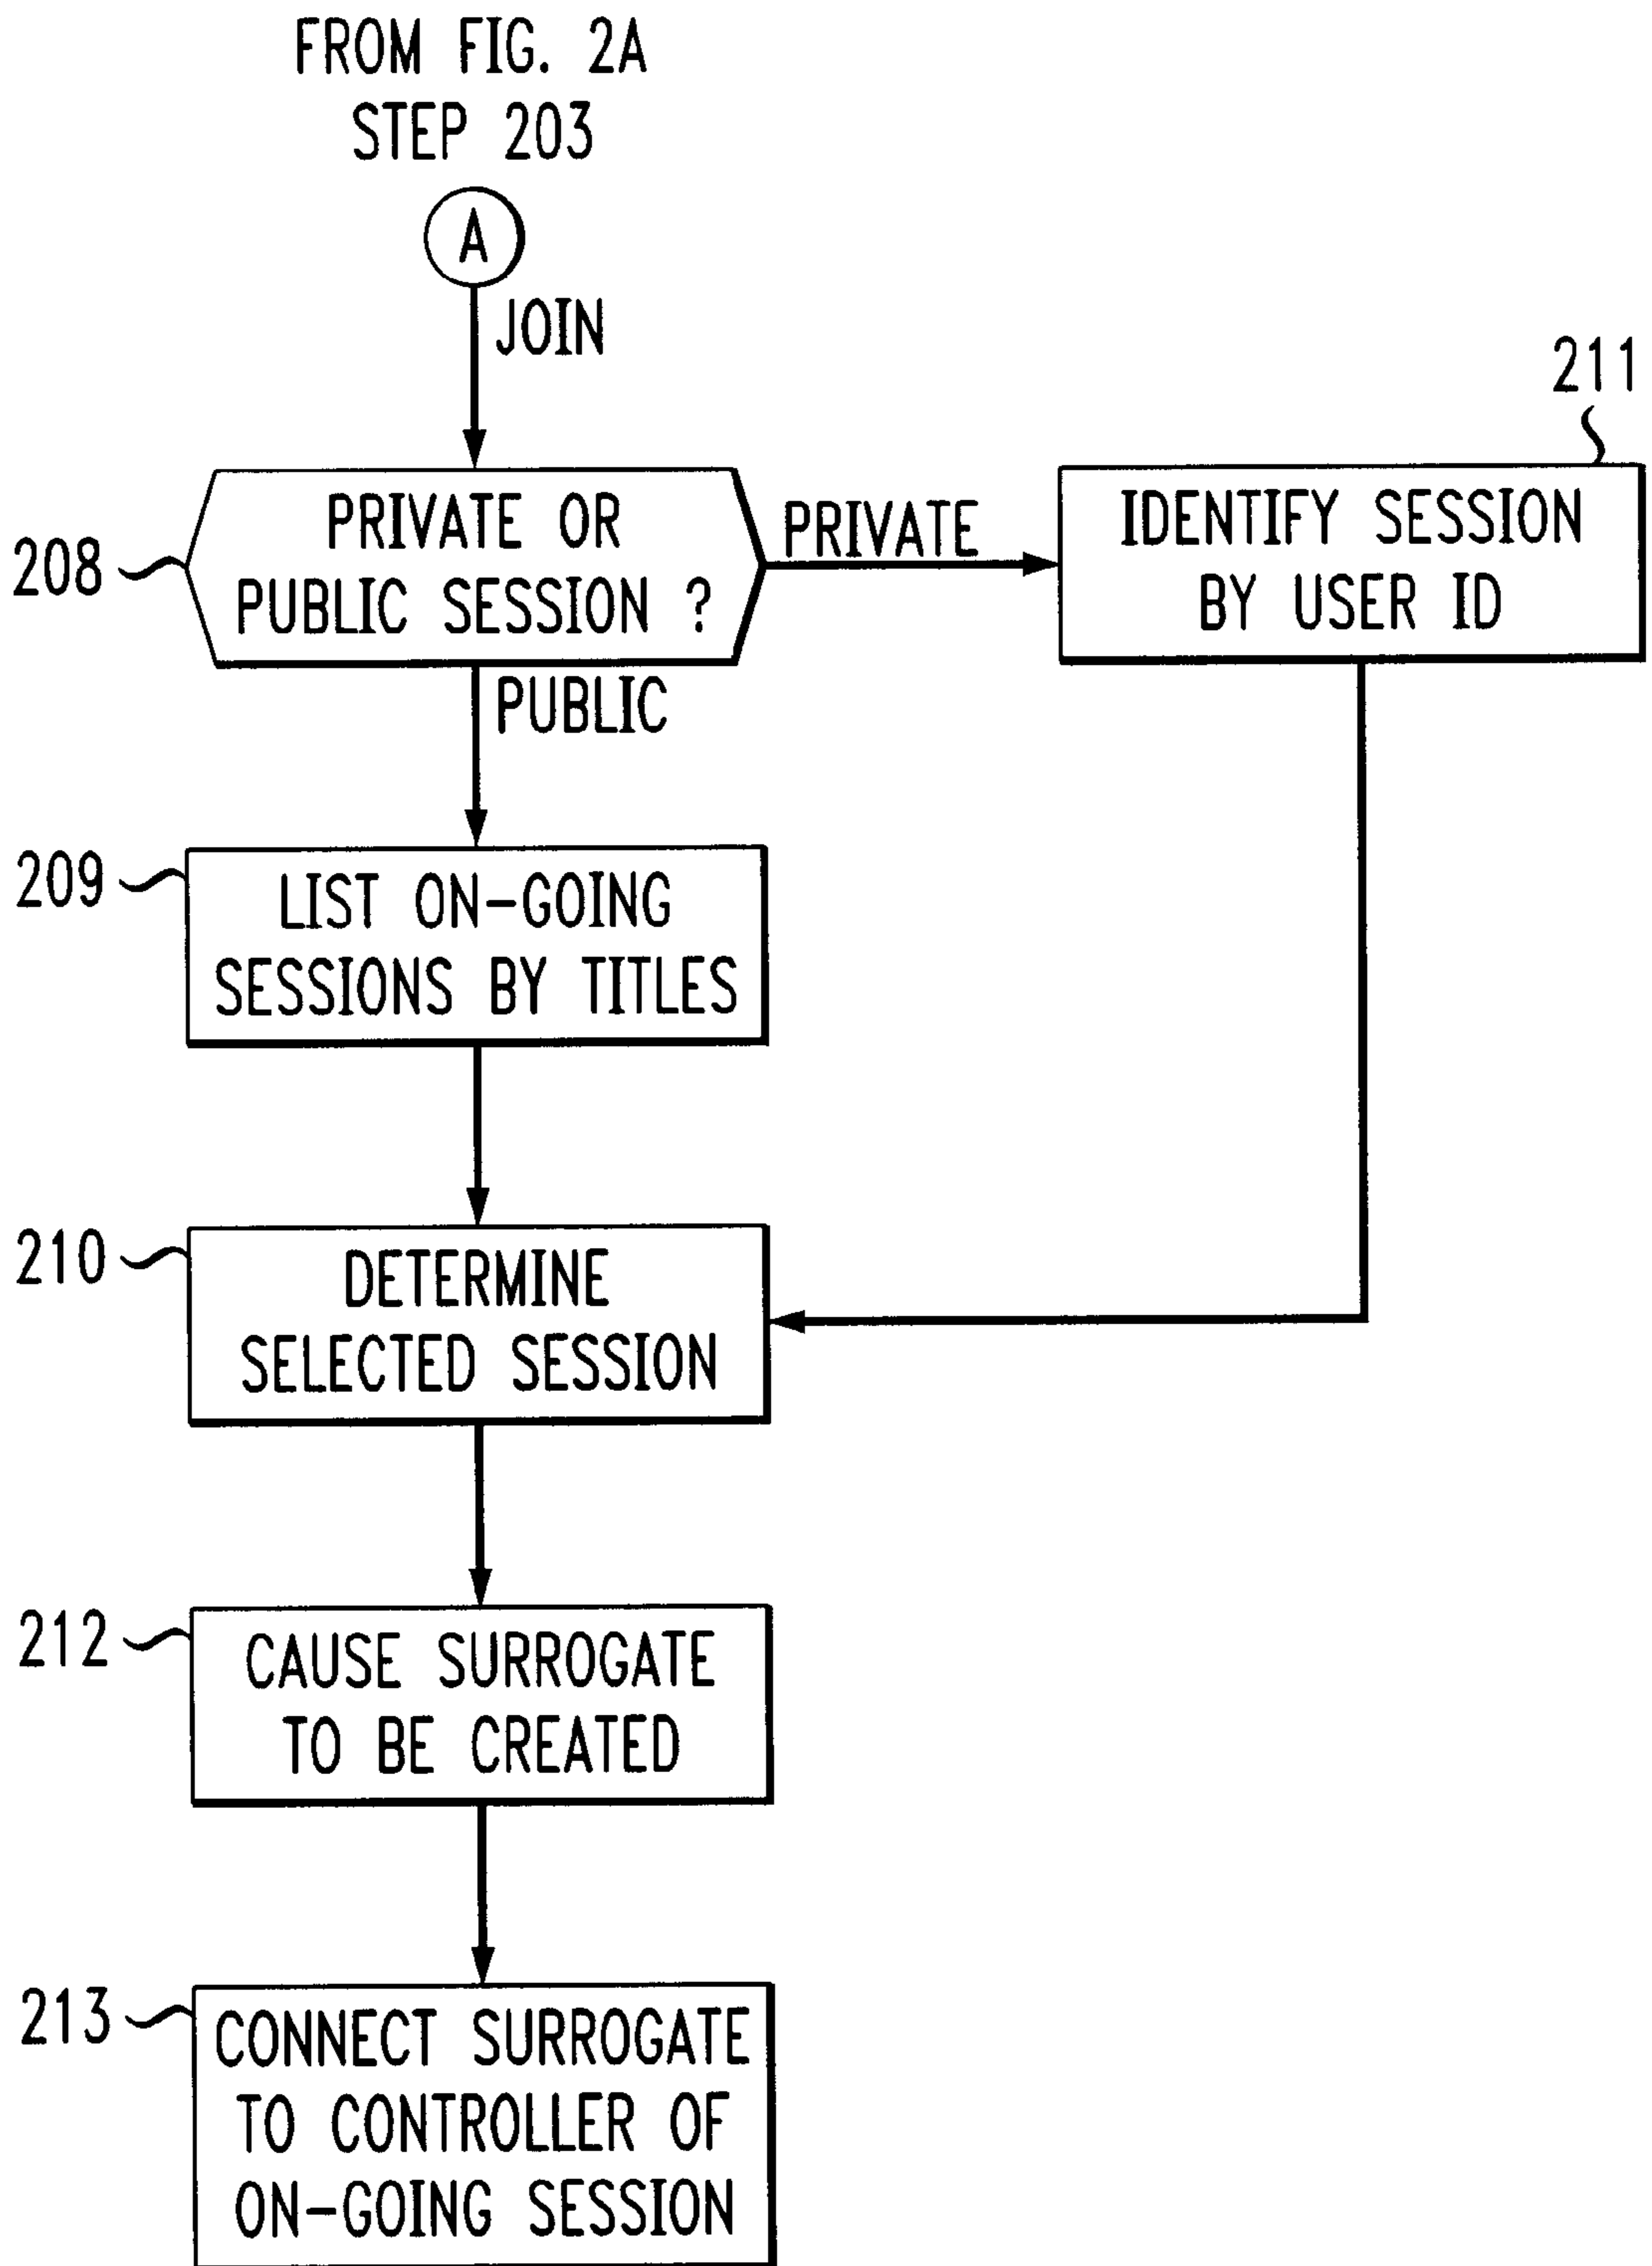 FROM FIG. 2A
STEP 203
A
JOIN
208
PRIVATE OR
PUBLIC SESSION ?
PRIVATE
211
IDENTIFY SESSION
BY USER ID
PUBLIC
209
LIST ON-GOING
SESSIONS BY TITLES
210
DETERMINE
SELECTED SESSION
212
CAUSE SURROGATE
TO BE CREATED
213
CONNECT SURROGATE
TO CONTROLLER OF
ON-GOING SESSION